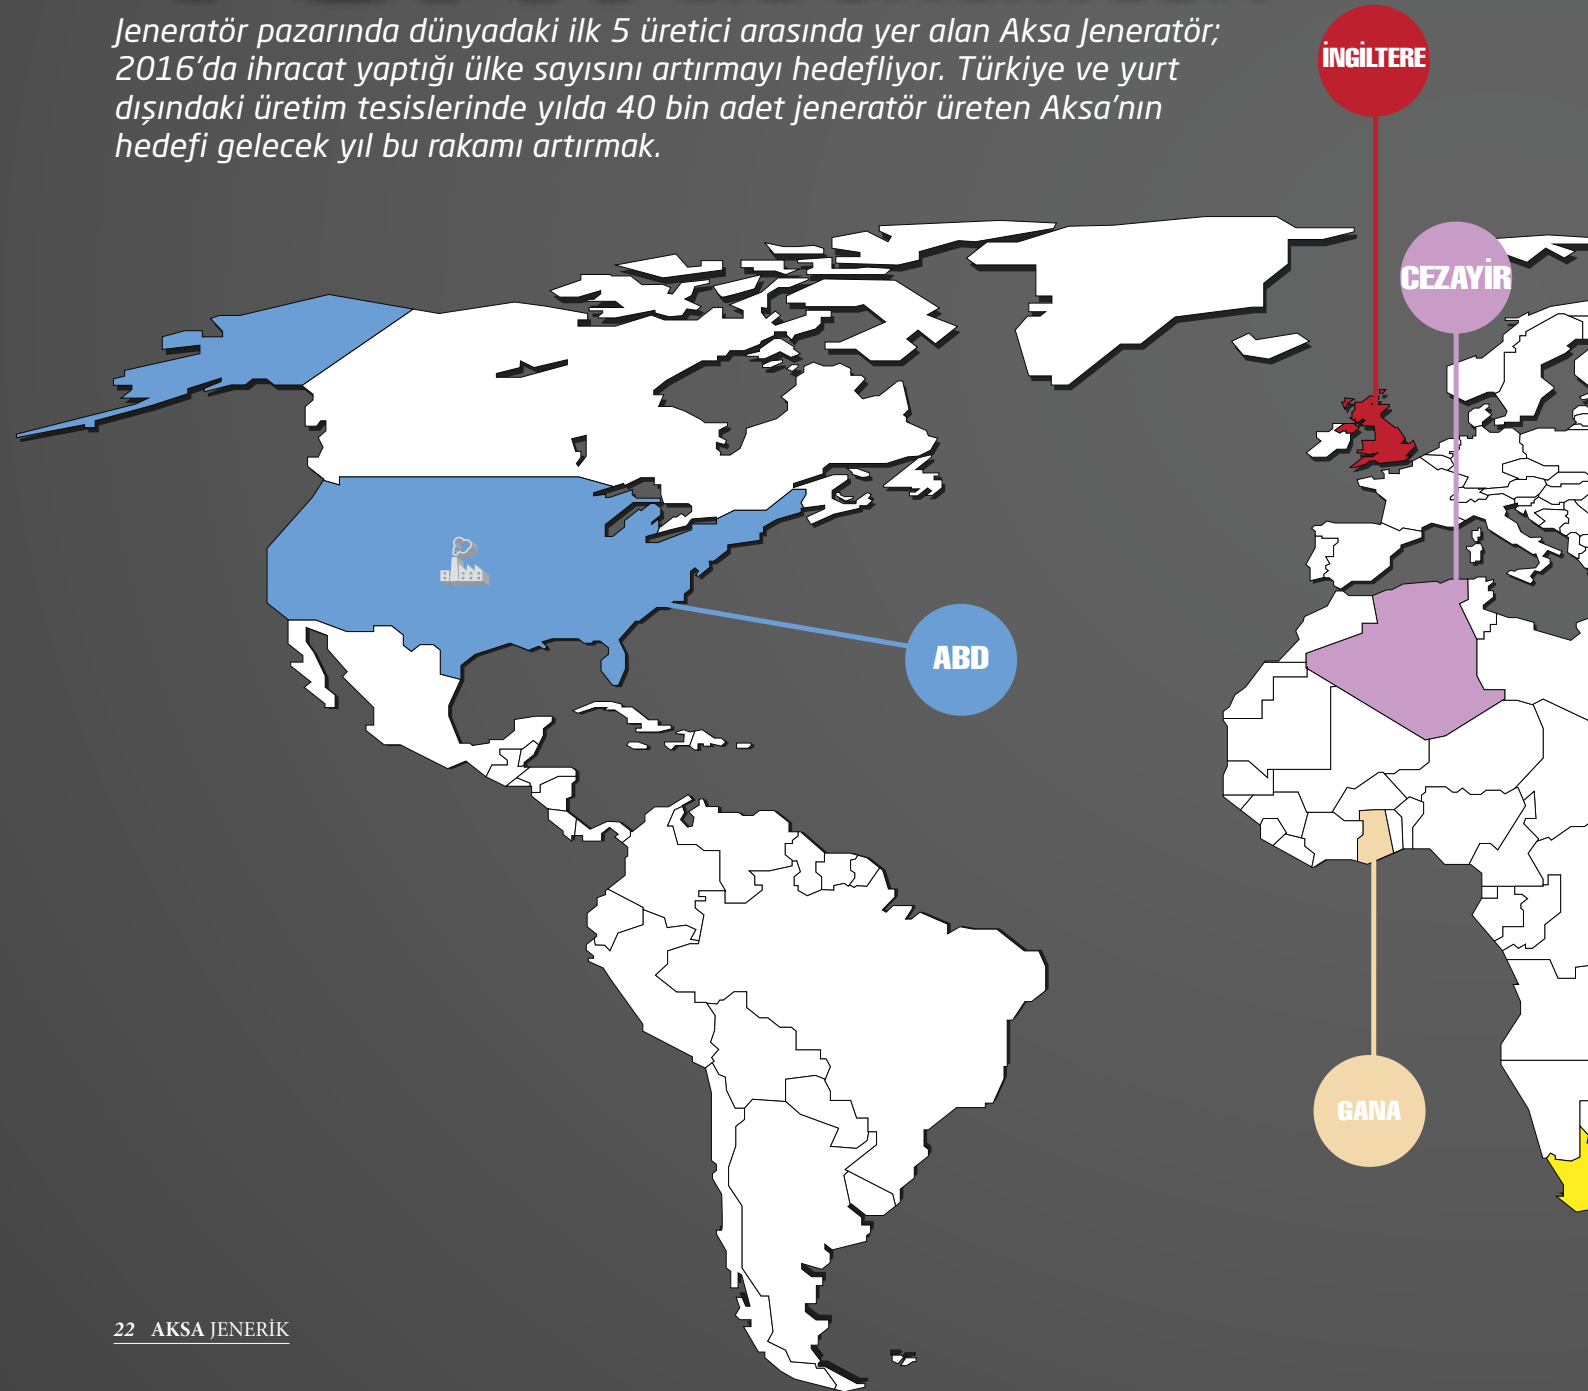 Jeneratör pazarında dünyadaki ilk 5 üretici arasında yer alan Aksa Jeneratör;
2016'da ihracat yaptığı ülke sayısını artırmayı hedefliyor. Türkiye ve yurt
dışındaki üretim tesislerinde yılda 40 bin adet jeneratör üreten Aksa'nın
hedefi gelecek yıl bu rakamı artırmak.
İNGİLTERE
CEZAYİR
ABD
GANA
22 AKSA JENERİK